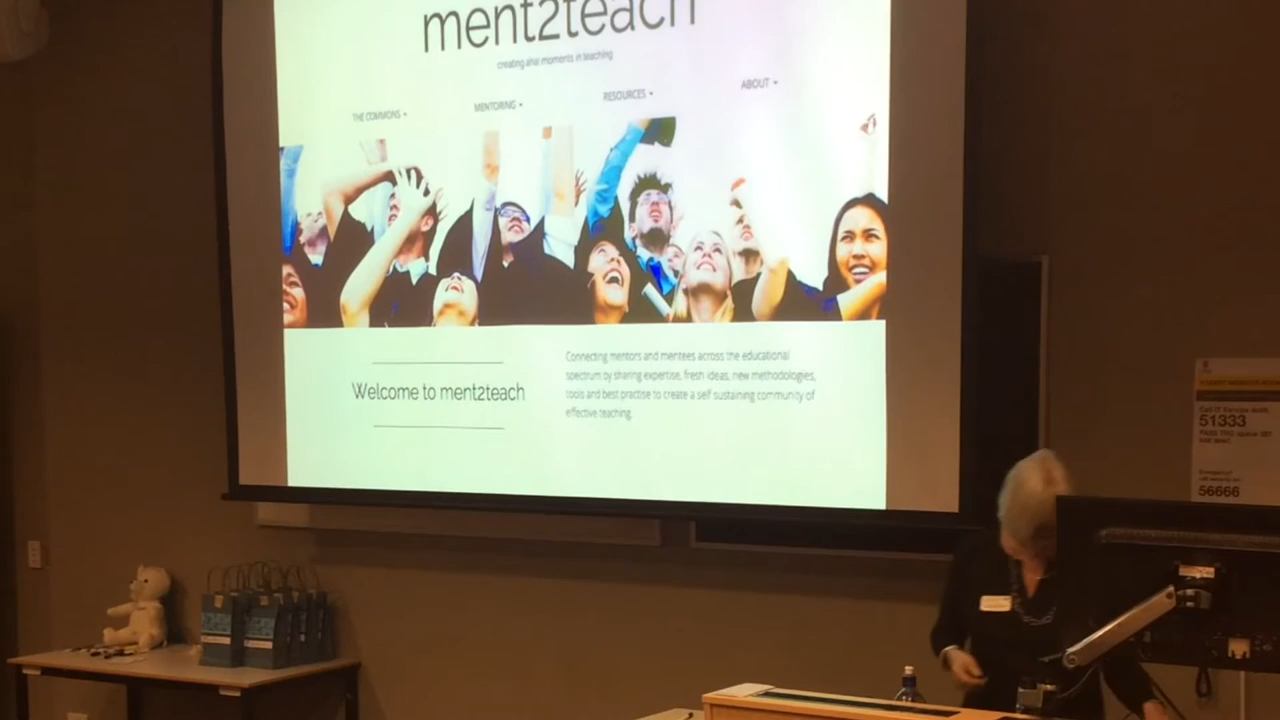 ment2teach
creating aha! moments in teaching
THE COMMONS
MENTORING
RESOURCES
ABOUT
Welcome to ment2teach
Connecting mentors and mentees across the educational
spectrum by sharing expertise, fresh ideas, new methodologies,
tools and best practise to create a self sustaining community of
effective teaching.
51333
56666